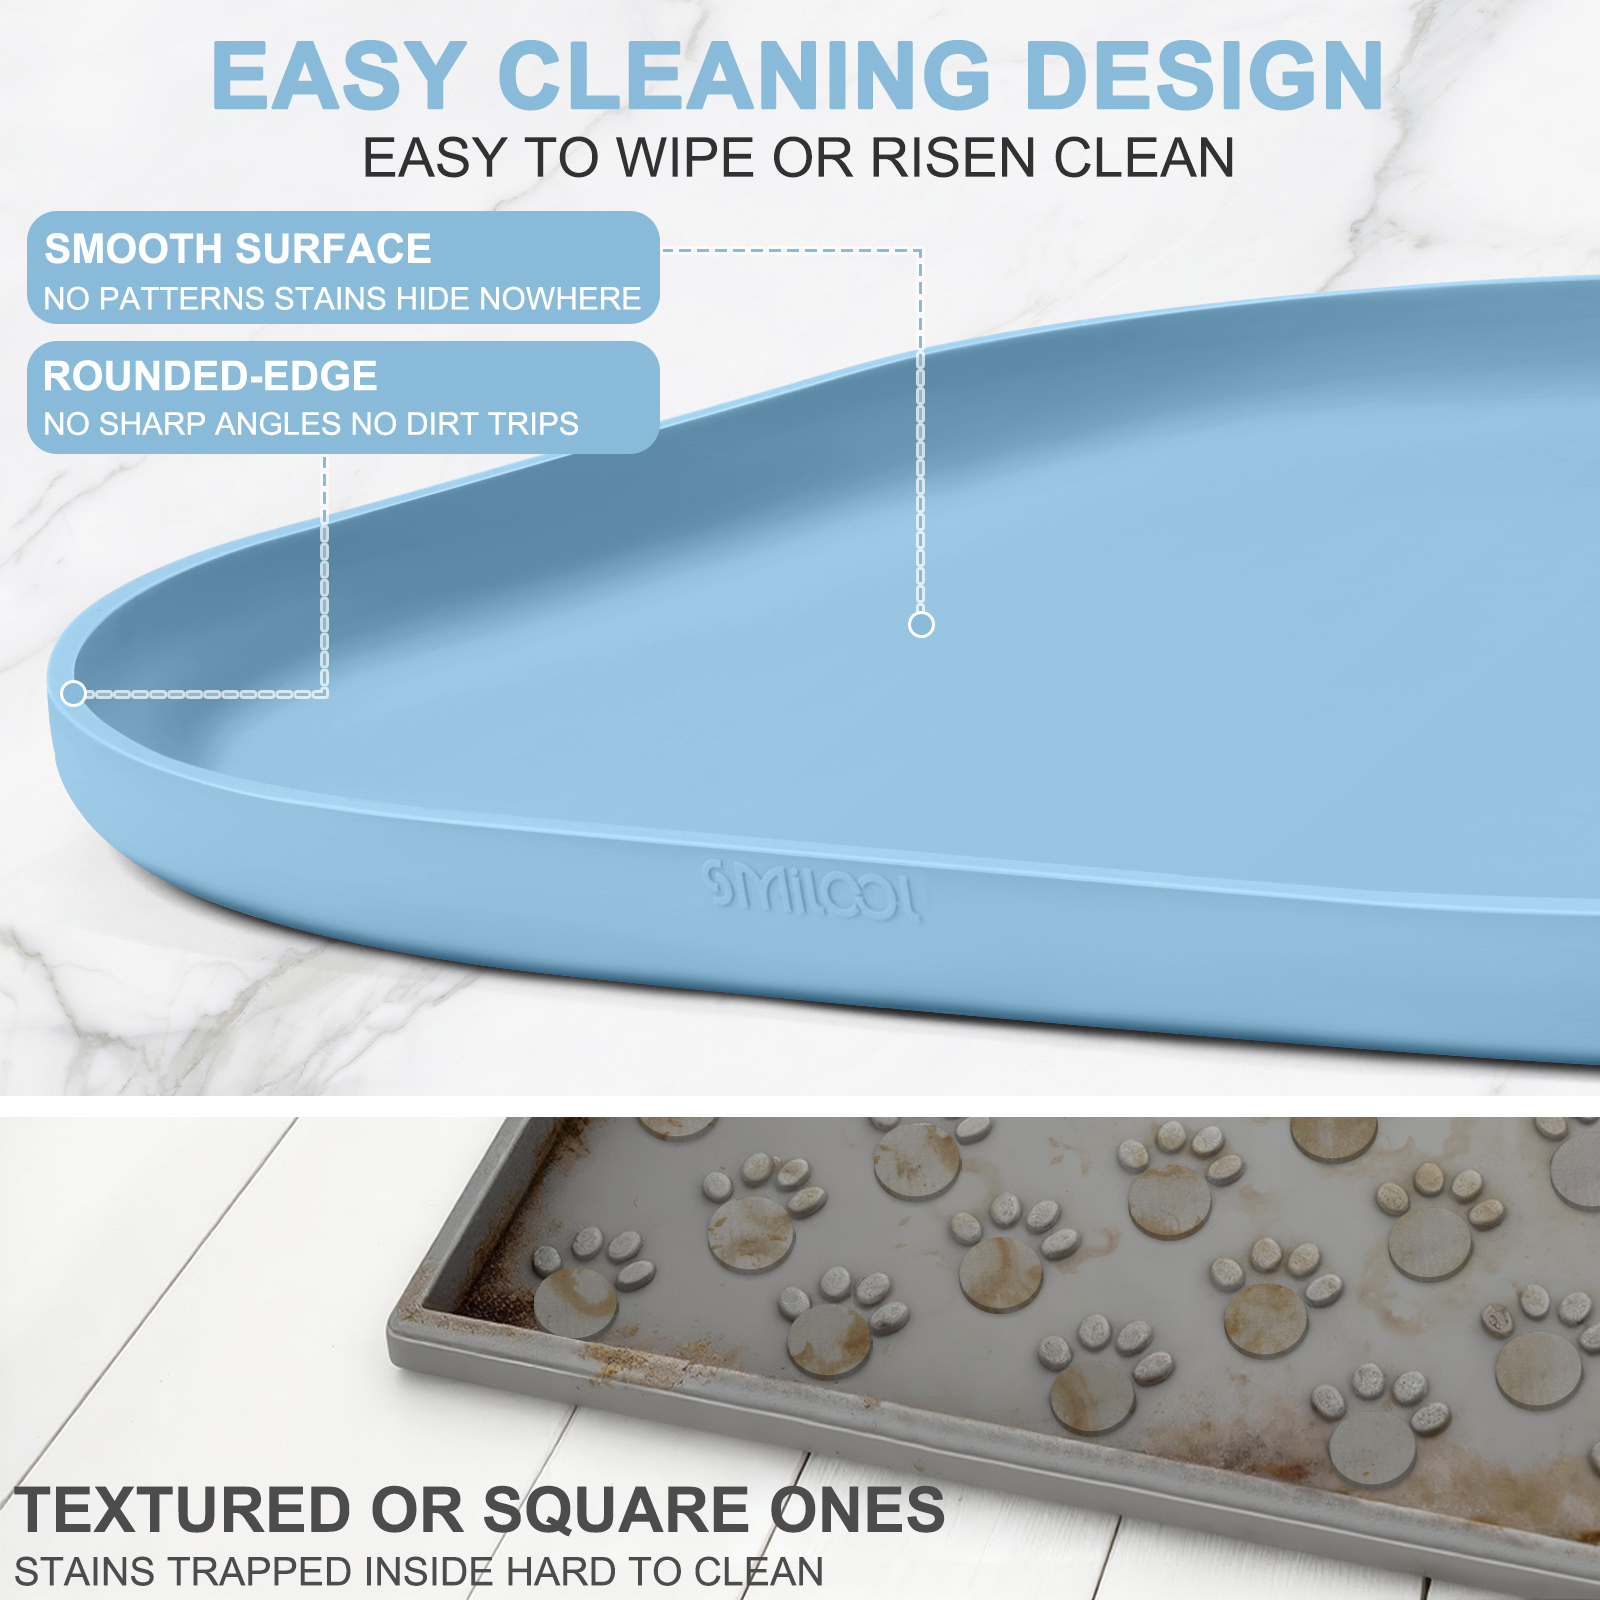 EASY CLEANING DESIGN
EASY TO WIPE OR RISEN CLEAN
SMOOTH SURFACE
NO PATTERNS STAINS HIDE NOWHERE
ROUNDED-EDGE
NO SHARP ANGLES NO DIRT TRIPS
SMILCOL
TEXTURED OR SQUARE ONES
STAINS TRAPPED INSIDE HARD TO CLEAN